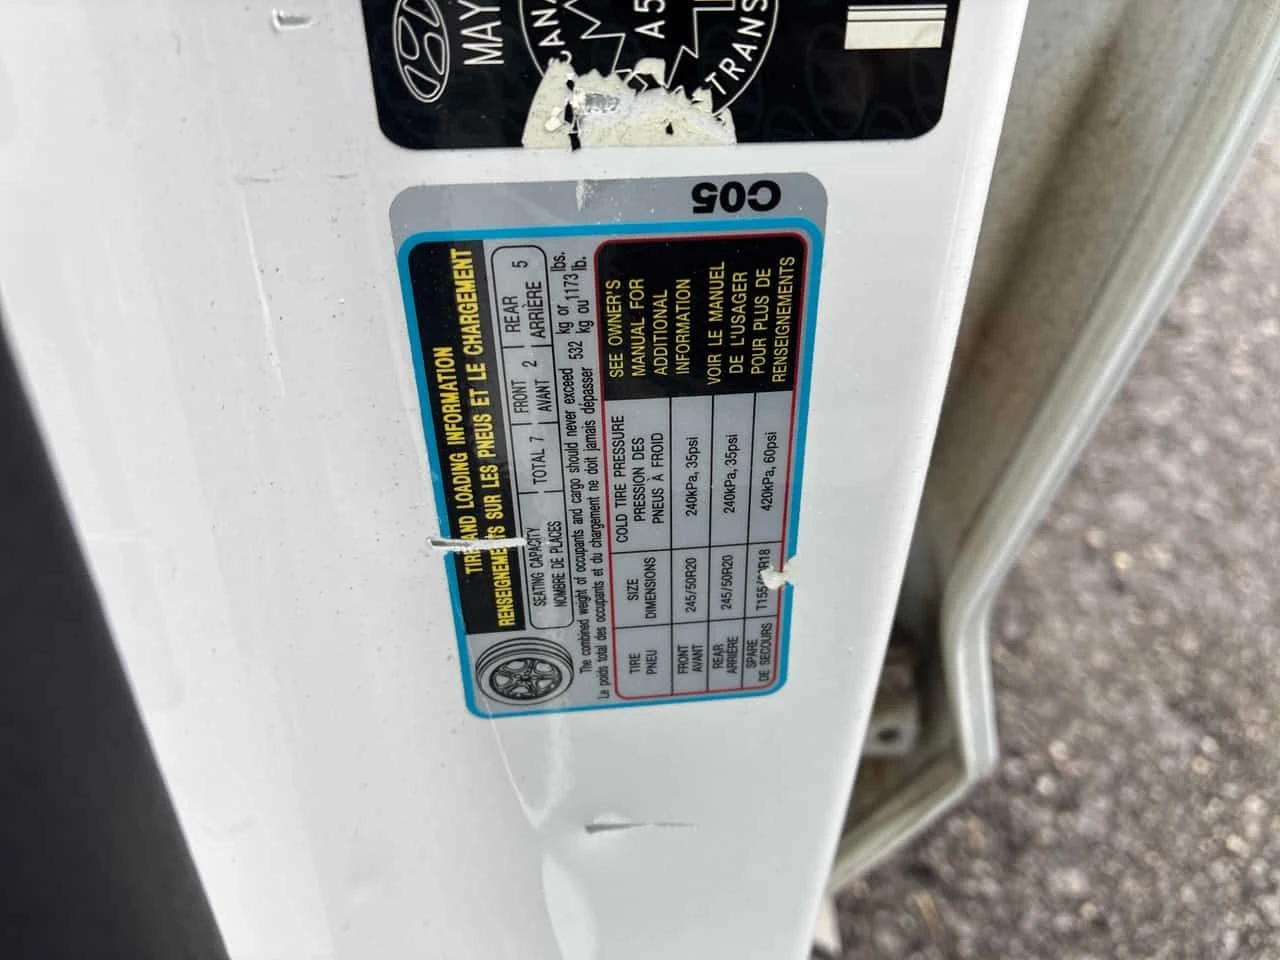 MAY
CANA
TRANS
A5
C05
TIRE AND LOADING INFORMATION
RENSEIGNEMENTS SUR LES PNEUS ET LE CHARGEMENT
SEATING CAPACITY
NOMBRE DE PLACES
TOTAL 7
FRONT
AVANT 2
REAR
ARRIÈRE 5
The combined weight of occupants and cargo should never exceed 532 kg or 1173 lbs.
Le poids total des occupants et du chargement ne doit jamais dépasser 532 kg ou 1173 lb.
TIRE
PNEU
SIZE
DIMENSIONS
COLD TIRE PRESSURE
PRESSION DES
PNEUS À FROID
FRONT
AVANT
245/50R20
240kPa, 35psi
REAR
ARRIÈRE
245/50R20
240kPa, 35psi
SPARE
DE SECOURS
420kPa, 60psi
SEE OWNER'S
MANUAL FOR
ADDITIONAL
INFORMATION
VOIR LE MANUEL
DE L'USAGER
POUR PLUS DE
RENSEIGNEMENTS